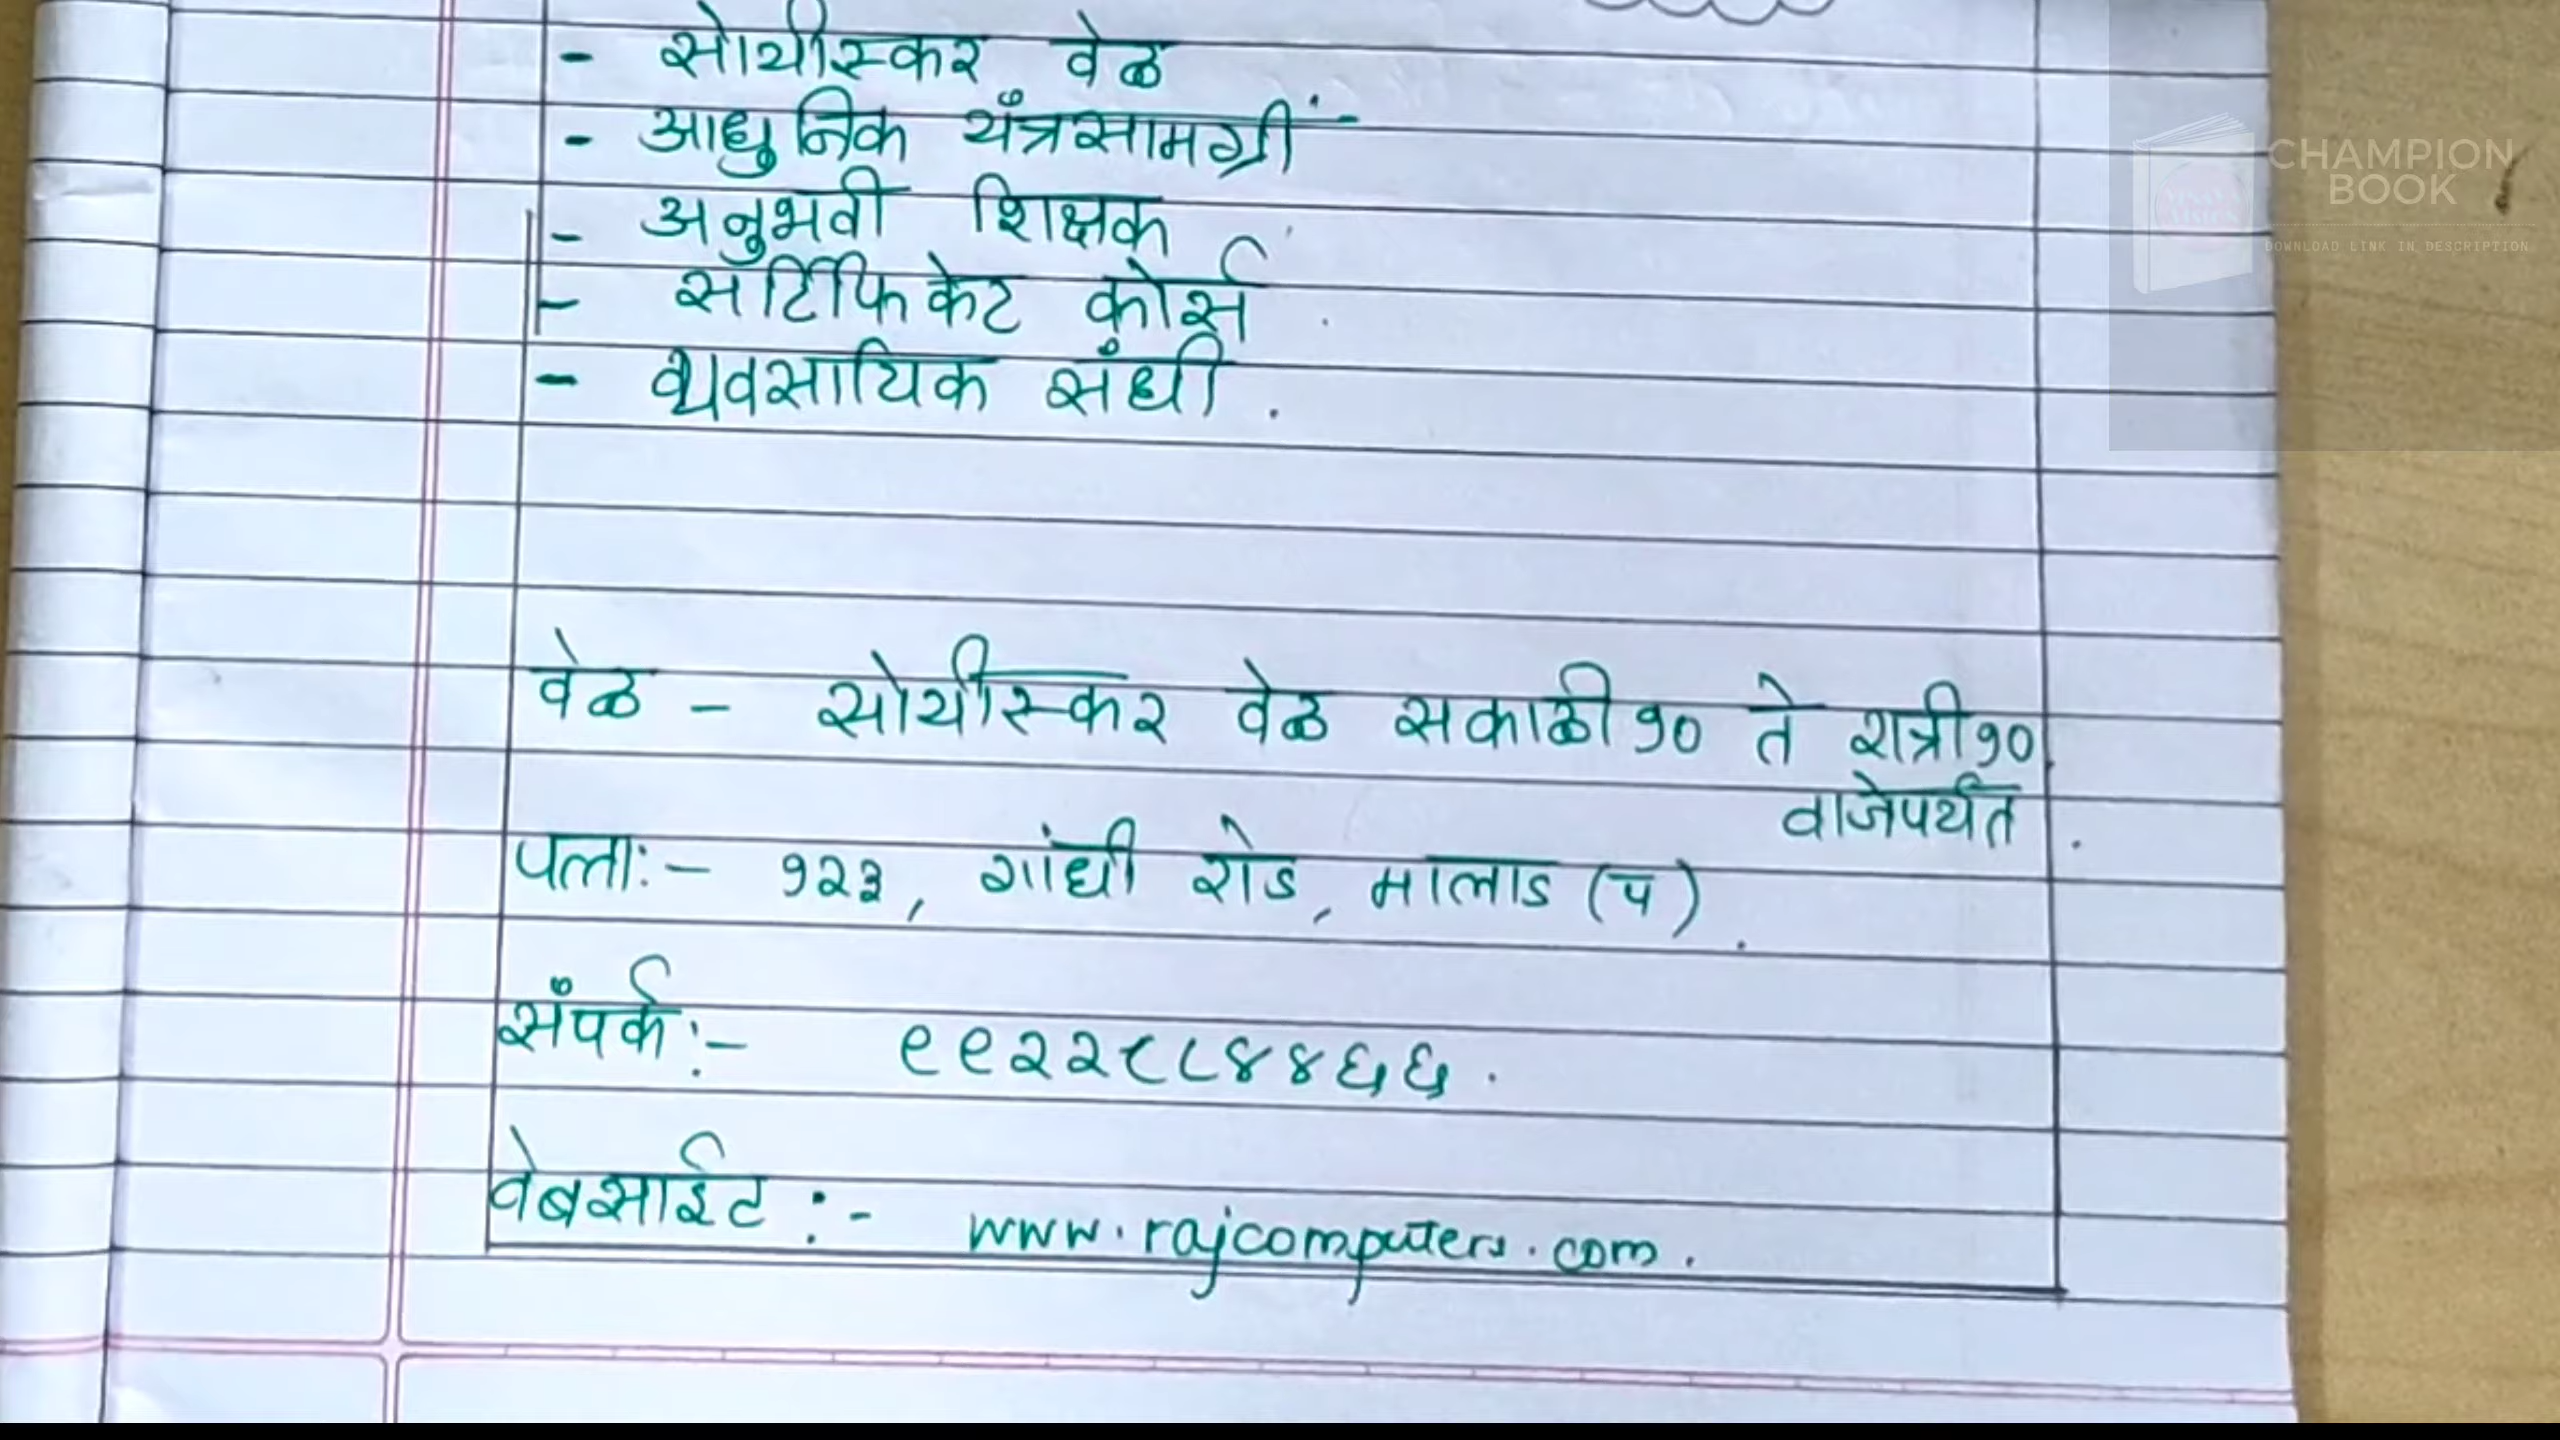 - सोयीस्कर वेळ
- आधुनिक यंत्रसामग्री
- अनुभवी शिक्षक
- सर्टिफिकेट कोर्स
- व्यवसायिक संधी.
वेळ - सोयीस्कर वेळ सकाळी १० ते रात्री १०
वाजेपर्यंत.
पत्ता:- १२३, गांधी रोड, मालाड (प).
संपर्क:- ९९२२८८४४६६.
वेबसाईट :- www.rajcomputers.com.
CHAMPION
BOOK
DOWNLOAD LINK IN DESCRIPTION